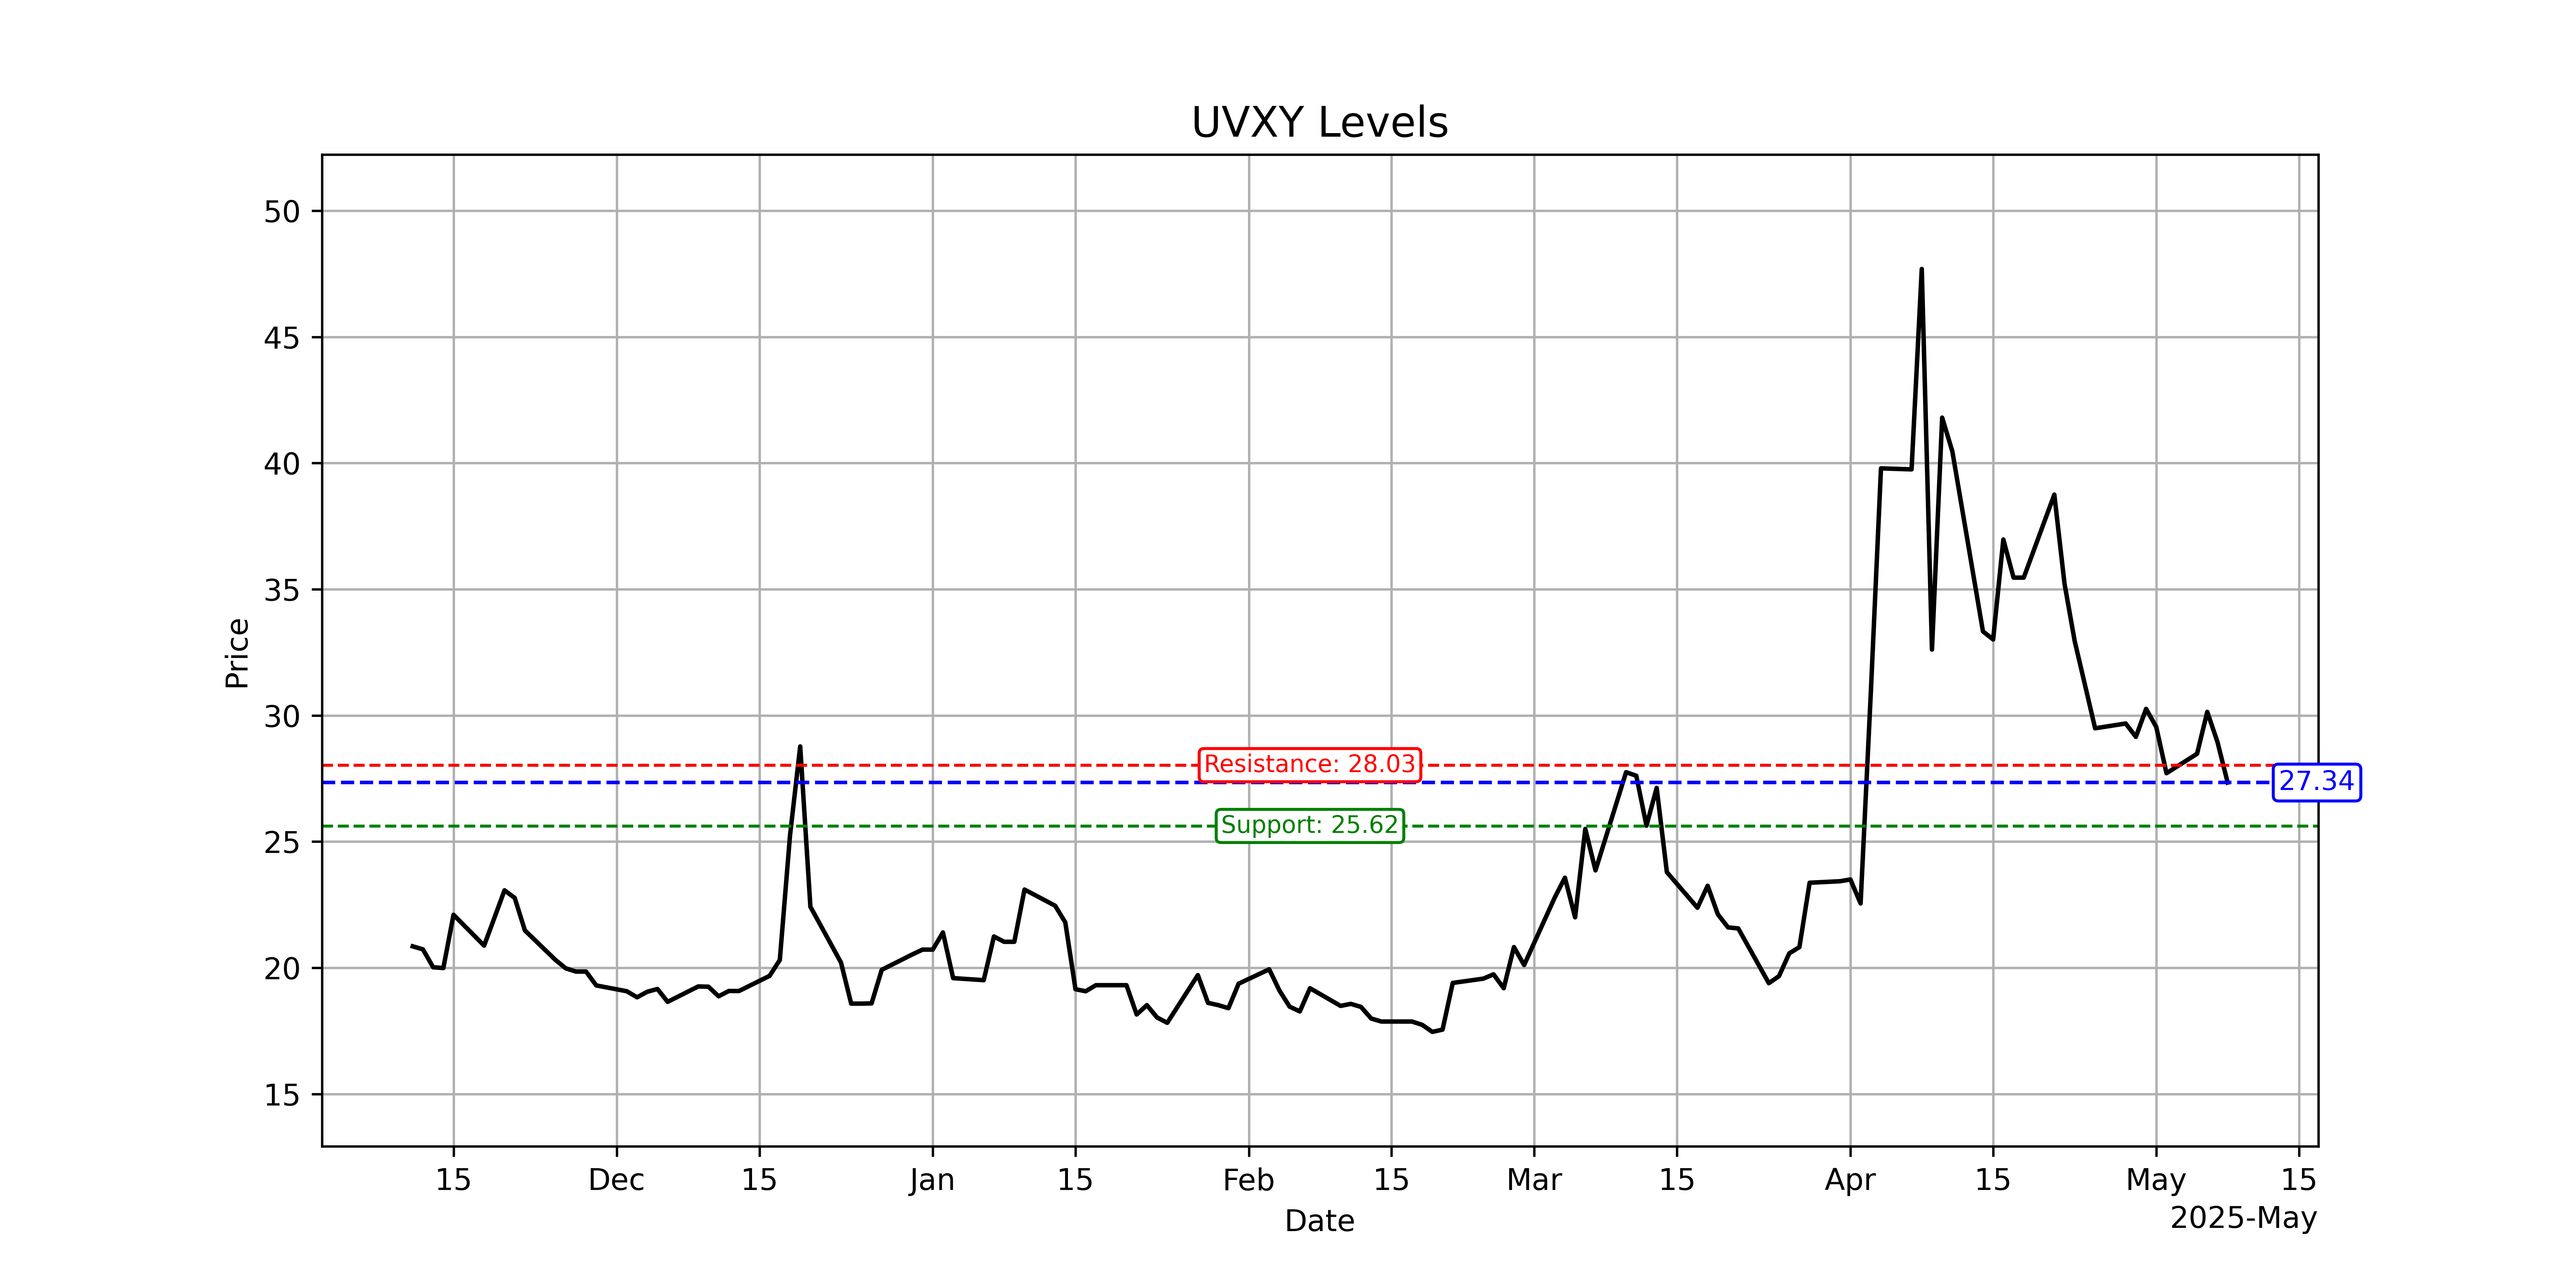 UVXY Levels
50
45
40
35
30
25
20
15
Price
Resistance: 28.03
27.34
Support: 25.62
15 Dec 15 Jan 15 Feb 15 Mar 15 Apr 15 May 15
Date
2025-May